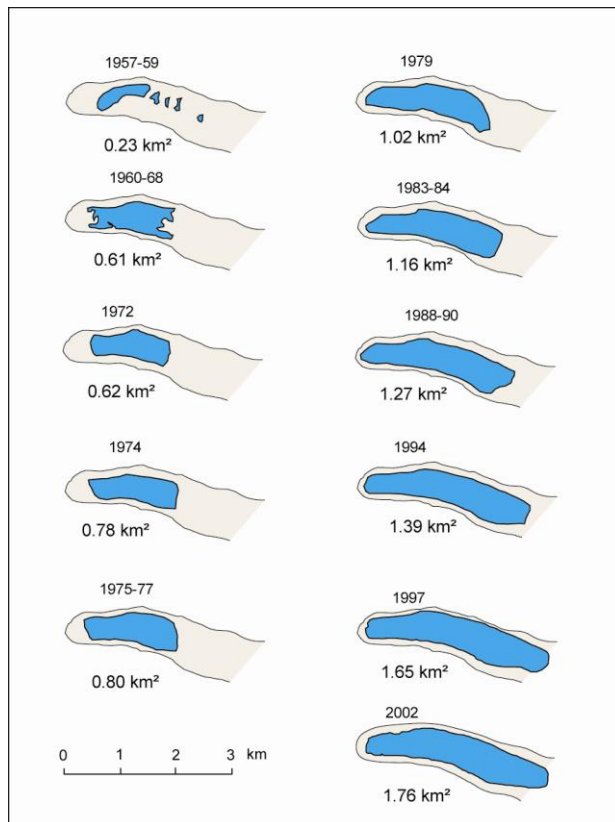 1957-59
0.23 km²
1960-68
0.61 km²
1972
0.62 km²
1974
0.78 km²
1975-77
0.80 km²
0 1 2 3 km
1979
1.02 km²
1983-84
1.16 km²
1988-90
1.27 km²
1994
1.39 km²
1997
1.65 km²
2002
1.76 km²